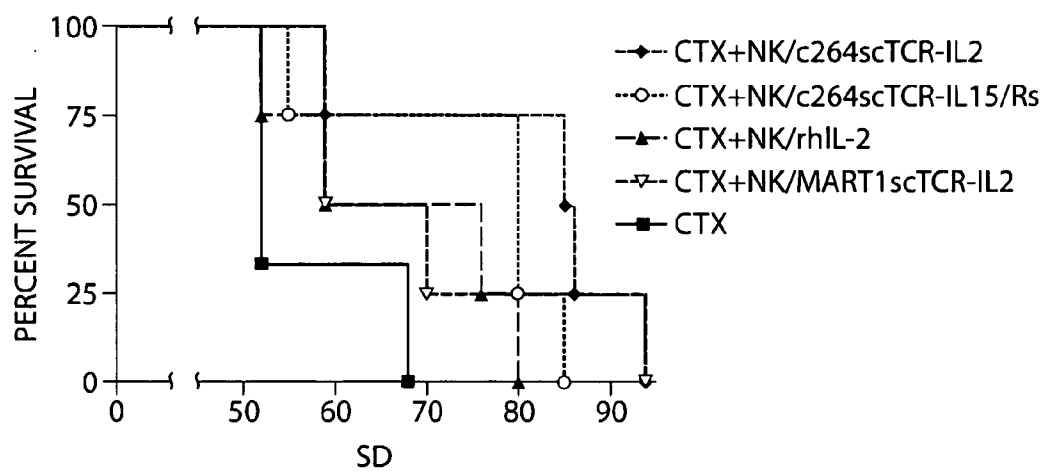 100
75
50
25
0
PERCENT SURVIVAL
0 50 60 70 80 90
SD
CTX+NK/c264scTCR-IL2
CTX+NK/c264scTCR-IL15/Rs
CTX+NK/rhIL-2
CTX+NK/MART1scTCR-IL2
CTX